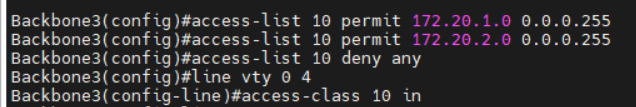 Backbone3(config)#access-list 10 permit 172.20.1.0 0.0.0.255
Backbone3(config)#access-list 10 permit 172.20.2.0 0.0.0.255
Backbone3(config)#access-list 10 deny any
Backbone3(config)#line vty 0 4
Backbone3(config-line)#access-class 10 in